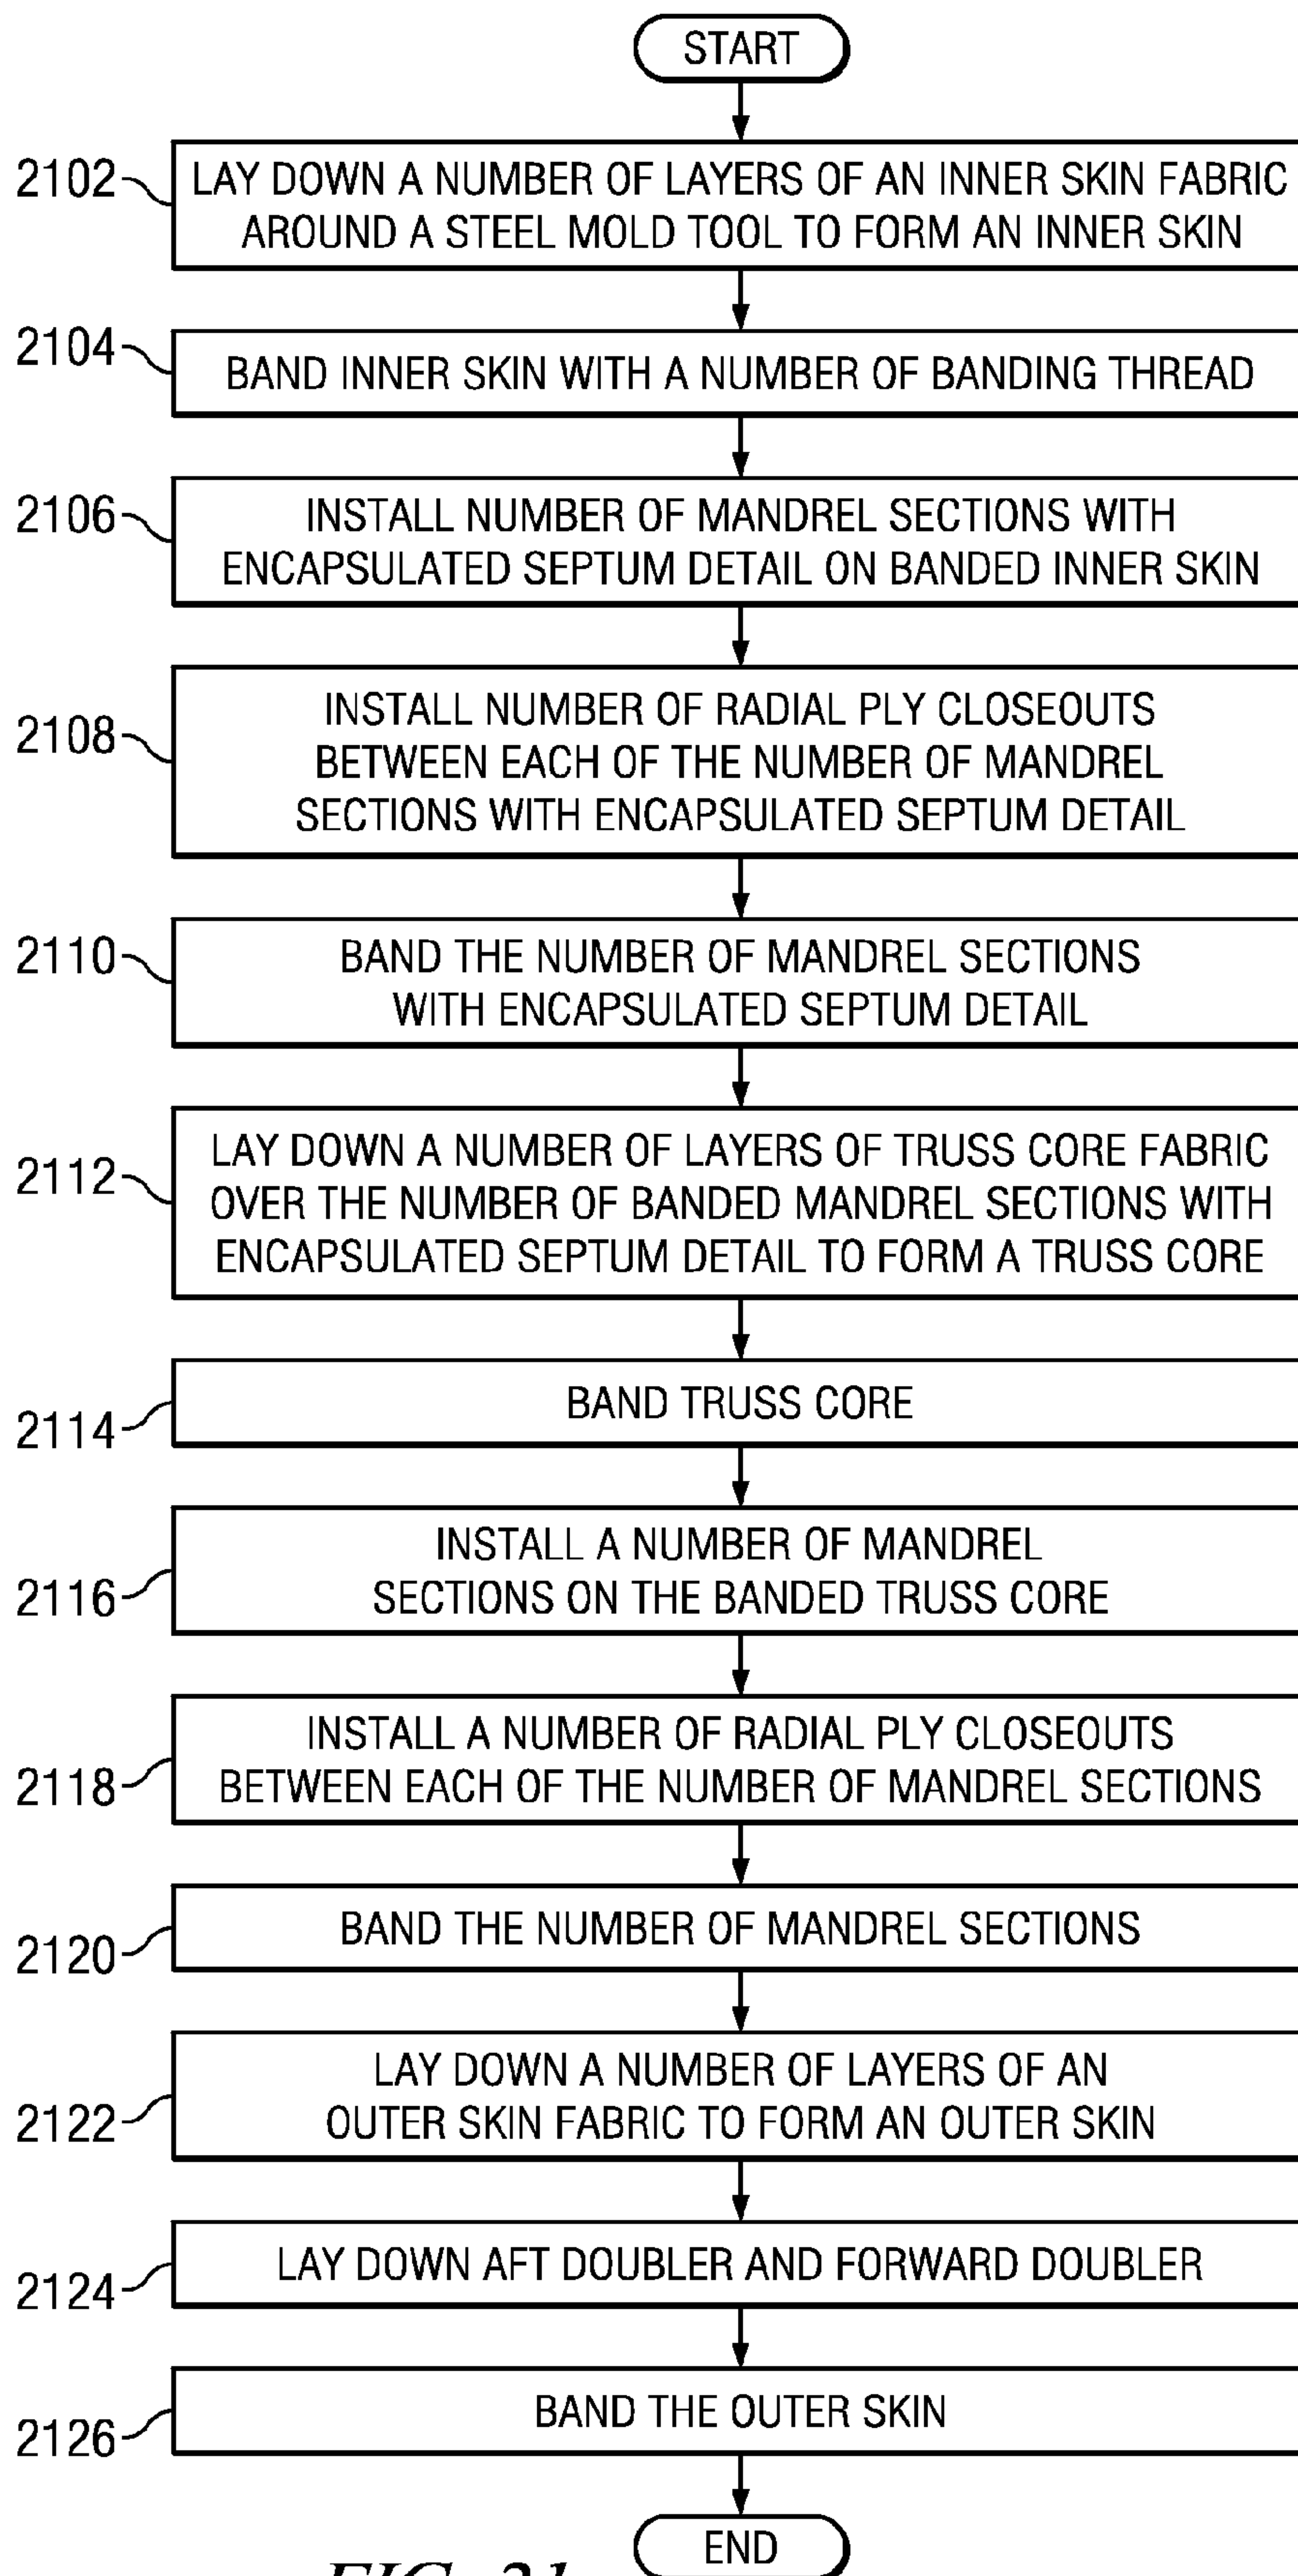 START
2102
LAY DOWN A NUMBER OF LAYERS OF AN INNER SKIN FABRIC
AROUND A STEEL MOLD TOOL TO FORM AN INNER SKIN
2104
BAND INNER SKIN WITH A NUMBER OF BANDING THREAD
2106
INSTALL NUMBER OF MANDREL SECTIONS WITH
ENCAPSULATED SEPTUM DETAIL ON BANDED INNER SKIN
2108
INSTALL NUMBER OF RADIAL PLY CLOSEOUTS
BETWEEN EACH OF THE NUMBER OF MANDREL
SECTIONS WITH ENCAPSULATED SEPTUM DETAIL
2110
BAND THE NUMBER OF MANDREL SECTIONS
WITH ENCAPSULATED SEPTUM DETAIL
2112
LAY DOWN A NUMBER OF LAYERS OF TRUSS CORE FABRIC
OVER THE NUMBER OF BANDED MANDREL SECTIONS WITH
ENCAPSULATED SEPTUM DETAIL TO FORM A TRUSS CORE
2114
BAND TRUSS CORE
2116
INSTALL A NUMBER OF MANDREL
SECTIONS ON THE BANDED TRUSS CORE
2118
INSTALL A NUMBER OF RADIAL PLY CLOSEOUTS
BETWEEN EACH OF THE NUMBER OF MANDREL SECTIONS
2120
BAND THE NUMBER OF MANDREL SECTIONS
2122
LAY DOWN A NUMBER OF LAYERS OF AN
OUTER SKIN FABRIC TO FORM AN OUTER SKIN
2124
LAY DOWN AFT DOUBLER AND FORWARD DOUBLER
2126
BAND THE OUTER SKIN
END
FIG. 21